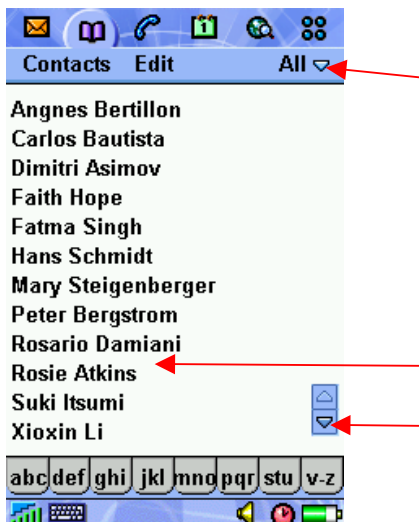 1
Contacts Edit All
Angnes Bertillon
Carlos Bautista
Dimitri Asimov
Faith Hope
Fatma Singh
Hans Schmidt
Mary Steigenberger
Peter Bergstrom
Rosario Damiani
Rosie Atkins
Suki Itsumi
Xioxin Li
abc def ghi jkl mno pqr stu v-z